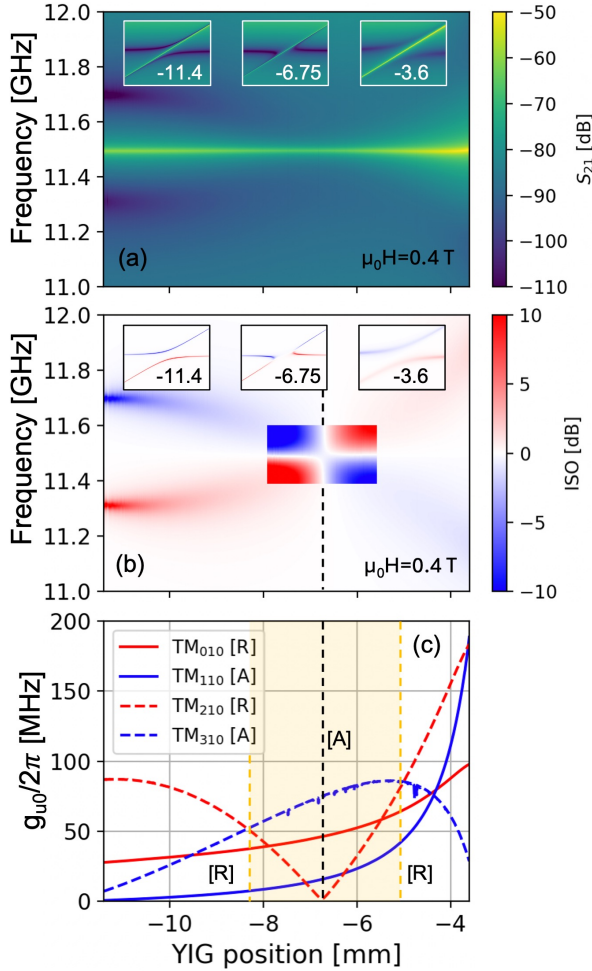 12.0
11.8
11.6
11.4
11.2
11.0
Frequency [GHz]
-11.4
-6.75
-3.6
(a)
μ₀H=0.4 T
−50
−60
−70
−80
−90
−100
−110
S₂₁ [dB]
12.0
11.8
11.6
11.4
11.2
11.0
Frequency [GHz]
-11.4
-6.75
-3.6
(b)
μ₀H=0.4 T
10
5
0
−5
−10
ISO [dB]
200
150
100
50
0
g_u0/2π [MHz]
TM₀₁₀ [R]
TM₁₁₀ [A]
TM₂₁₀ [R]
TM₃₁₀ [A]
(c)
[A]
[R]
[R]
−10
−8
−6
−4
YIG position [mm]